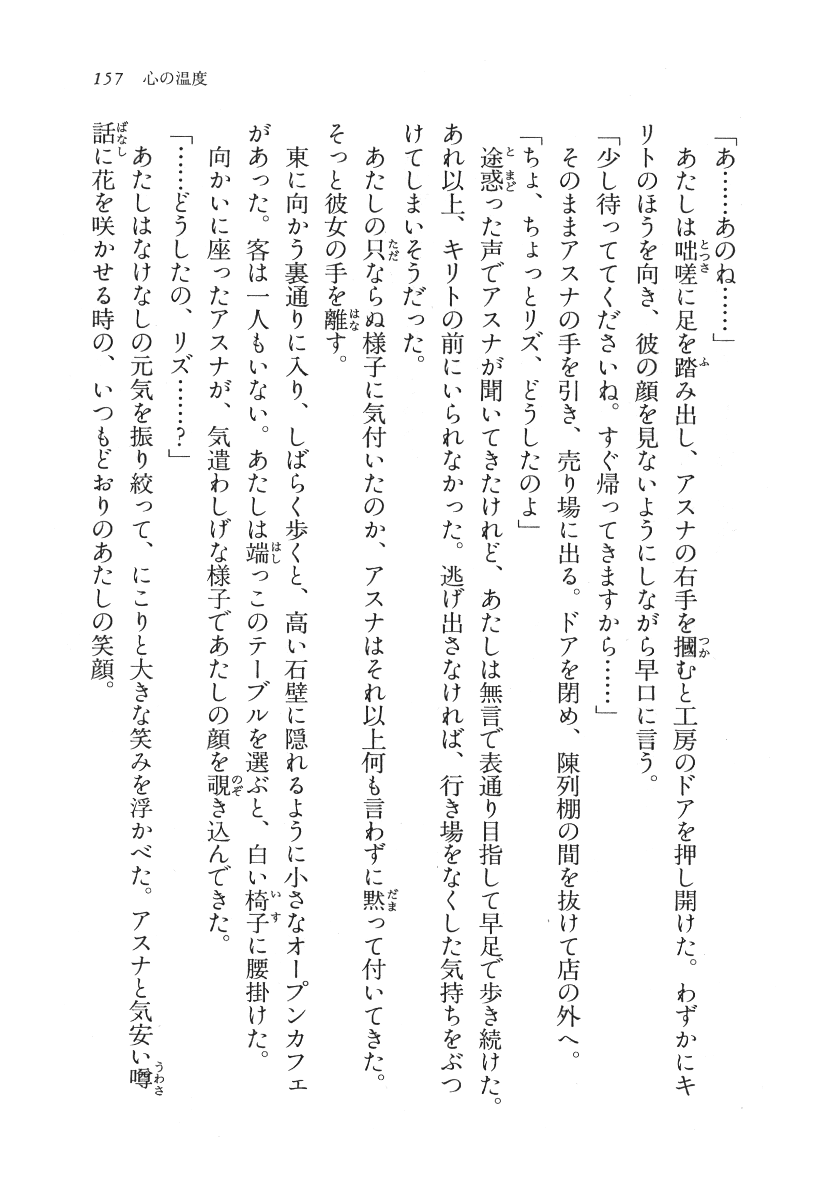 157 心の温度
「あ……あのね……」
あたしは咄嗟に足を踏み出し、アスナの右手を摑むと工房のドアを押し開けた。わずかにキ
リトのほうを向き、彼の顔を見ないようにしながら早口に言う。
「少し待っててくださいね。すぐ帰ってきますから……」
そのままアスナの手を引き、売り場に出る。ドアを閉め、陳列棚の間を抜けて店の外へ。
「ちょ、ちょっとリズ、どうしたのよ」
途惑った声でアスナが聞いてきたけれど、あたしは無言で表通り目指して早足で歩き続けた。
あれ以上、キリトの前にいられなかった。逃げ出さなければ、行き場をなくした気持ちをぶつ
けてしまいそうだった。
あたしの只ならぬ様子に気付いたのか、アスナはそれ以上何も言わずに黙って付いてきた。
そっと彼女の手を離す。
東に向かう裏通りに入り、しばらく歩くと、高い石壁に隠れるように小さなオープンカフェ
があった。客は一人もいない。あたしは端っこのテーブルを選ぶと、白い椅子に腰掛けた。
向かいに座ったアスナが、気遣わしげな様子であたしの顔を覗き込んできた。
「……どうしたの、リズ……?」
あたしはなけなしの元気を振り絞って、にこりと大きな笑みを浮かべた。アスナと気安い噂
話に花を咲かせる時の、いつもどおりのあたしの笑顔。